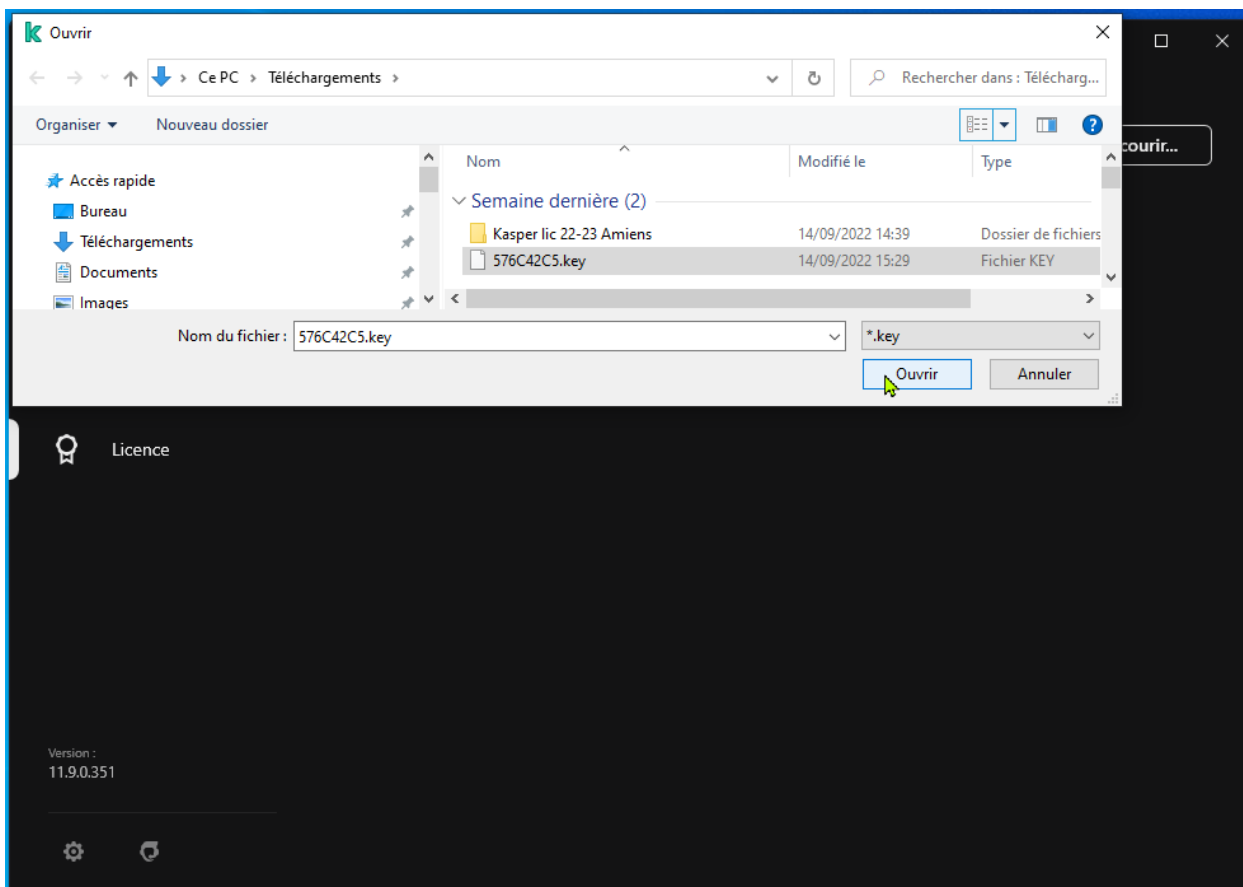 Ouvrir
Ce PC > Téléchargements >
Rechercher dans : Télécharg...
Organiser
Nouveau dossier
courir...
Nom
Modifié le
Type
Accès rapide
Bureau
Téléchargements
Documents
Images
Semaine dernière (2)
Kasper lic 22-23 Amiens 14/09/2022 14:39 Dossier de fichiers
576C42C5.key 14/09/2022 15:29 Fichier KEY
Nom du fichier : 576C42C5.key *.key
Ouvrir Annuler
Licence
Version :
11.9.0.351